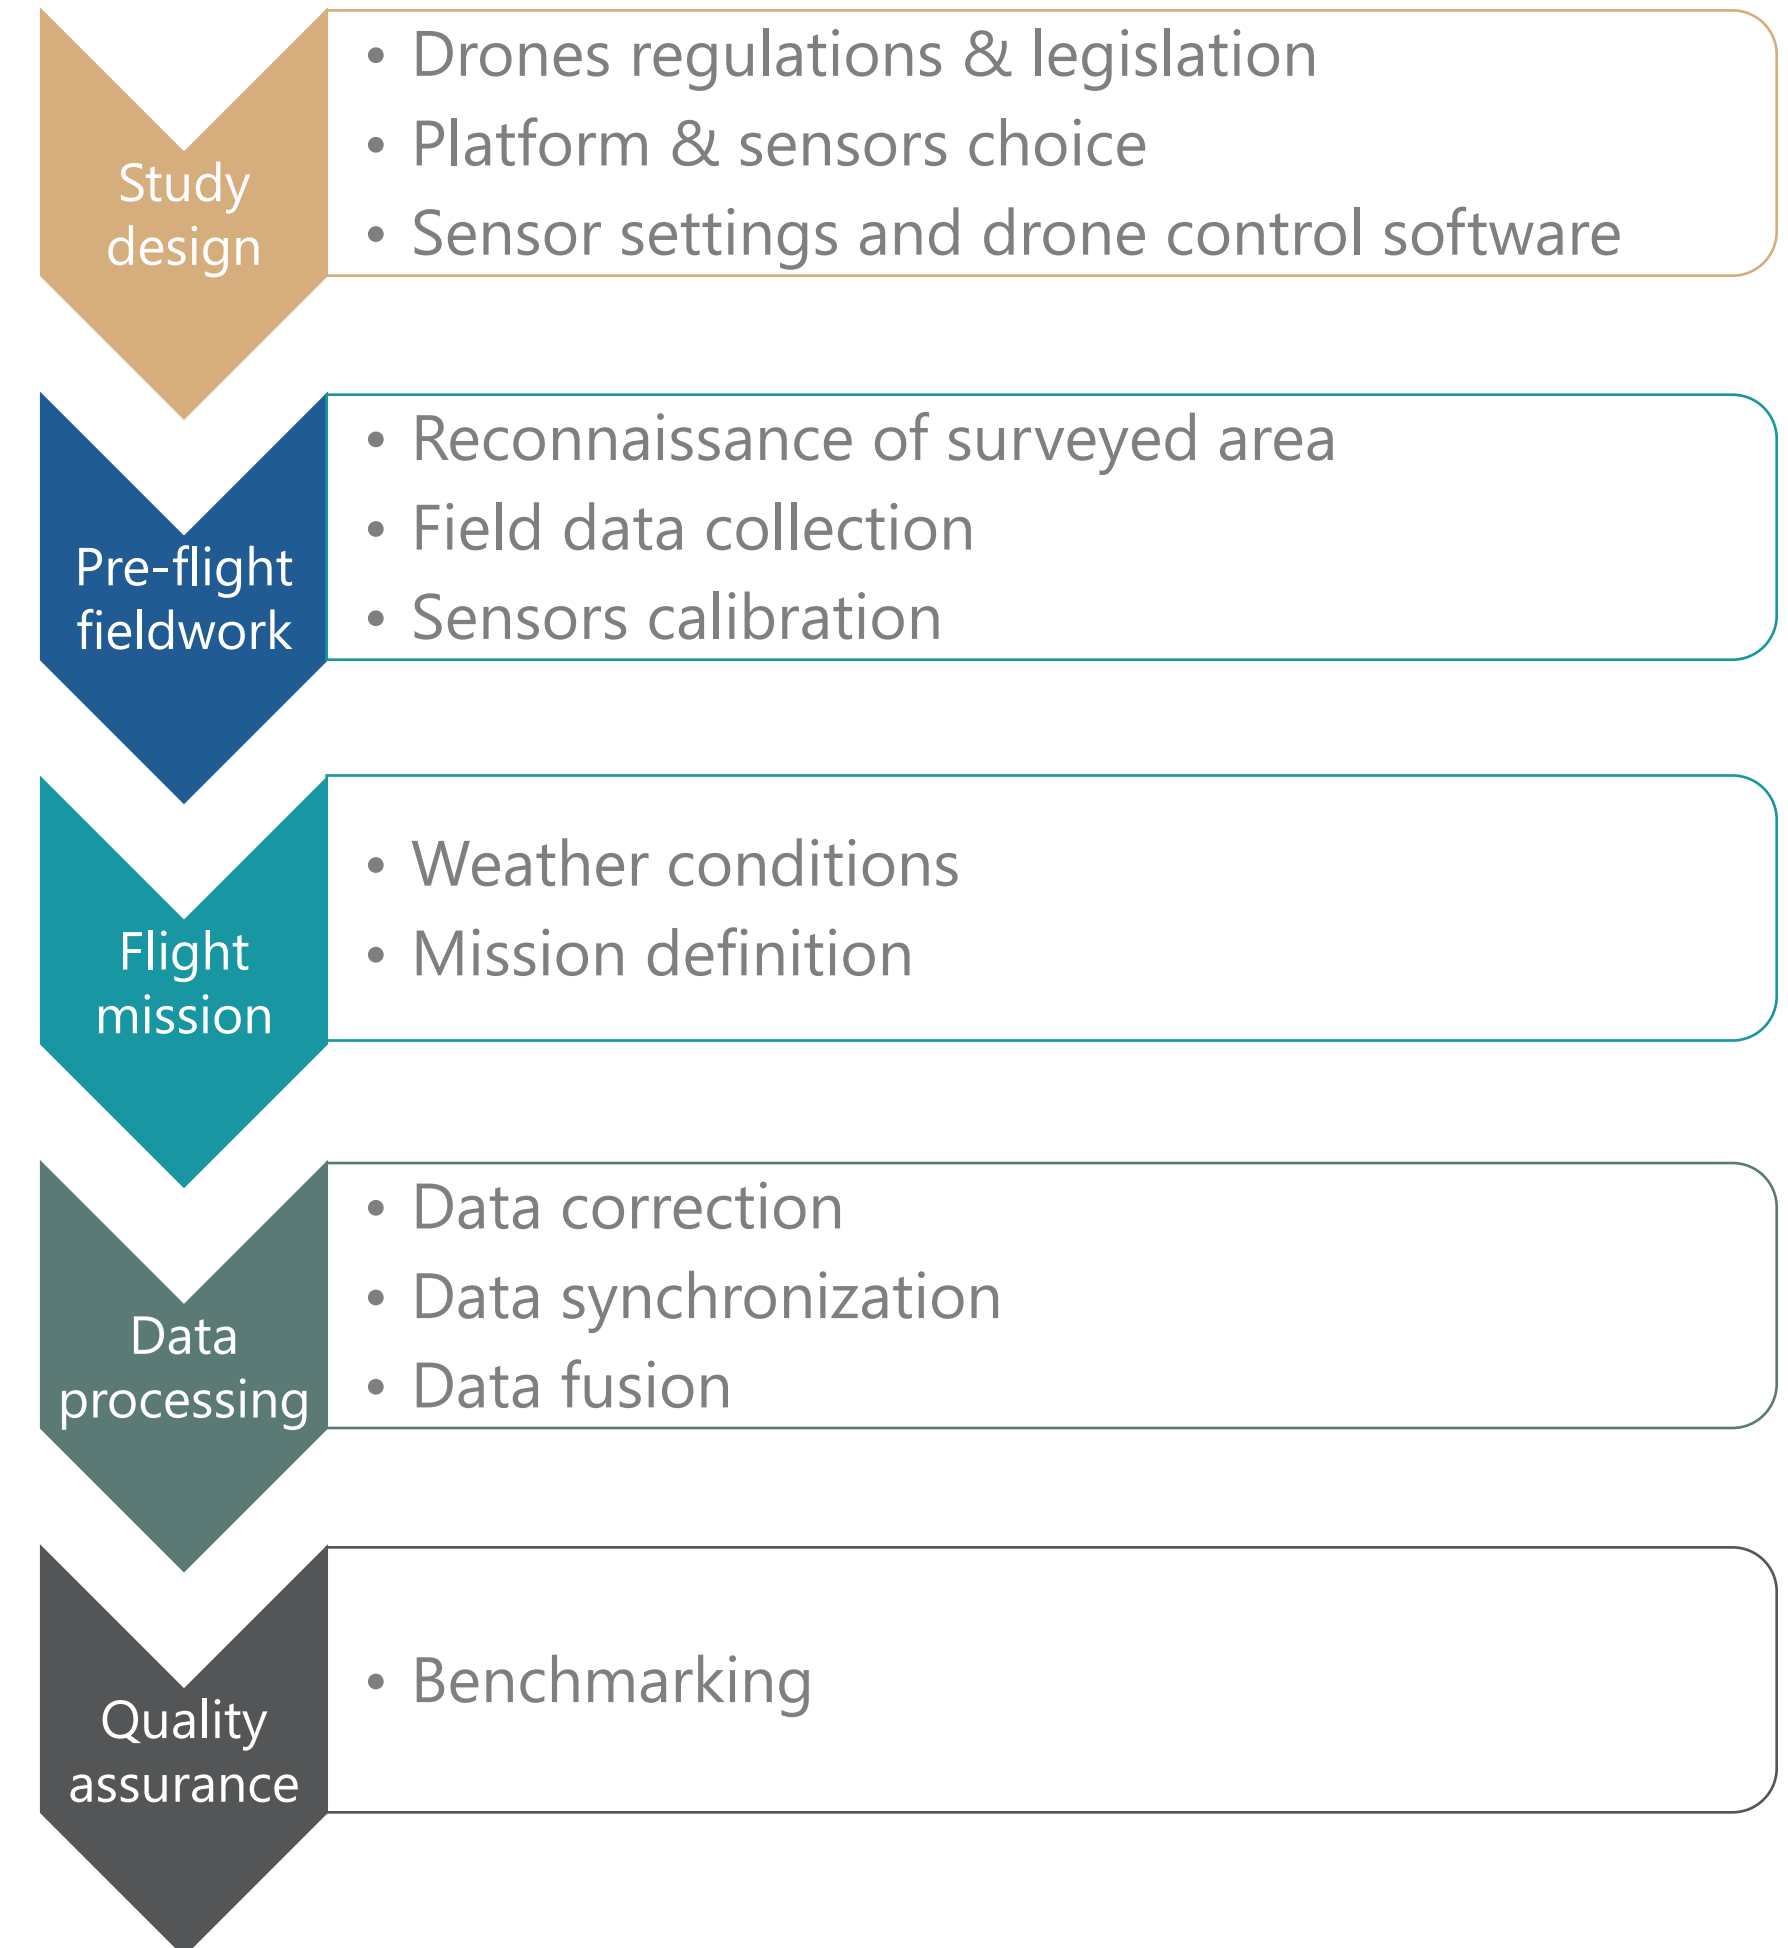 Study
design
• Drones regulations & legislation
• Platform & sensors choice
• Sensor settings and drone control software
Pre-flight
fieldwork
• Reconnaissance of surveyed area
• Field data collection
• Sensors calibration
Flight
mission
• Weather conditions
• Mission definition
Data
processing
• Data correction
• Data synchronization
• Data fusion
Quality
assurance
• Benchmarking